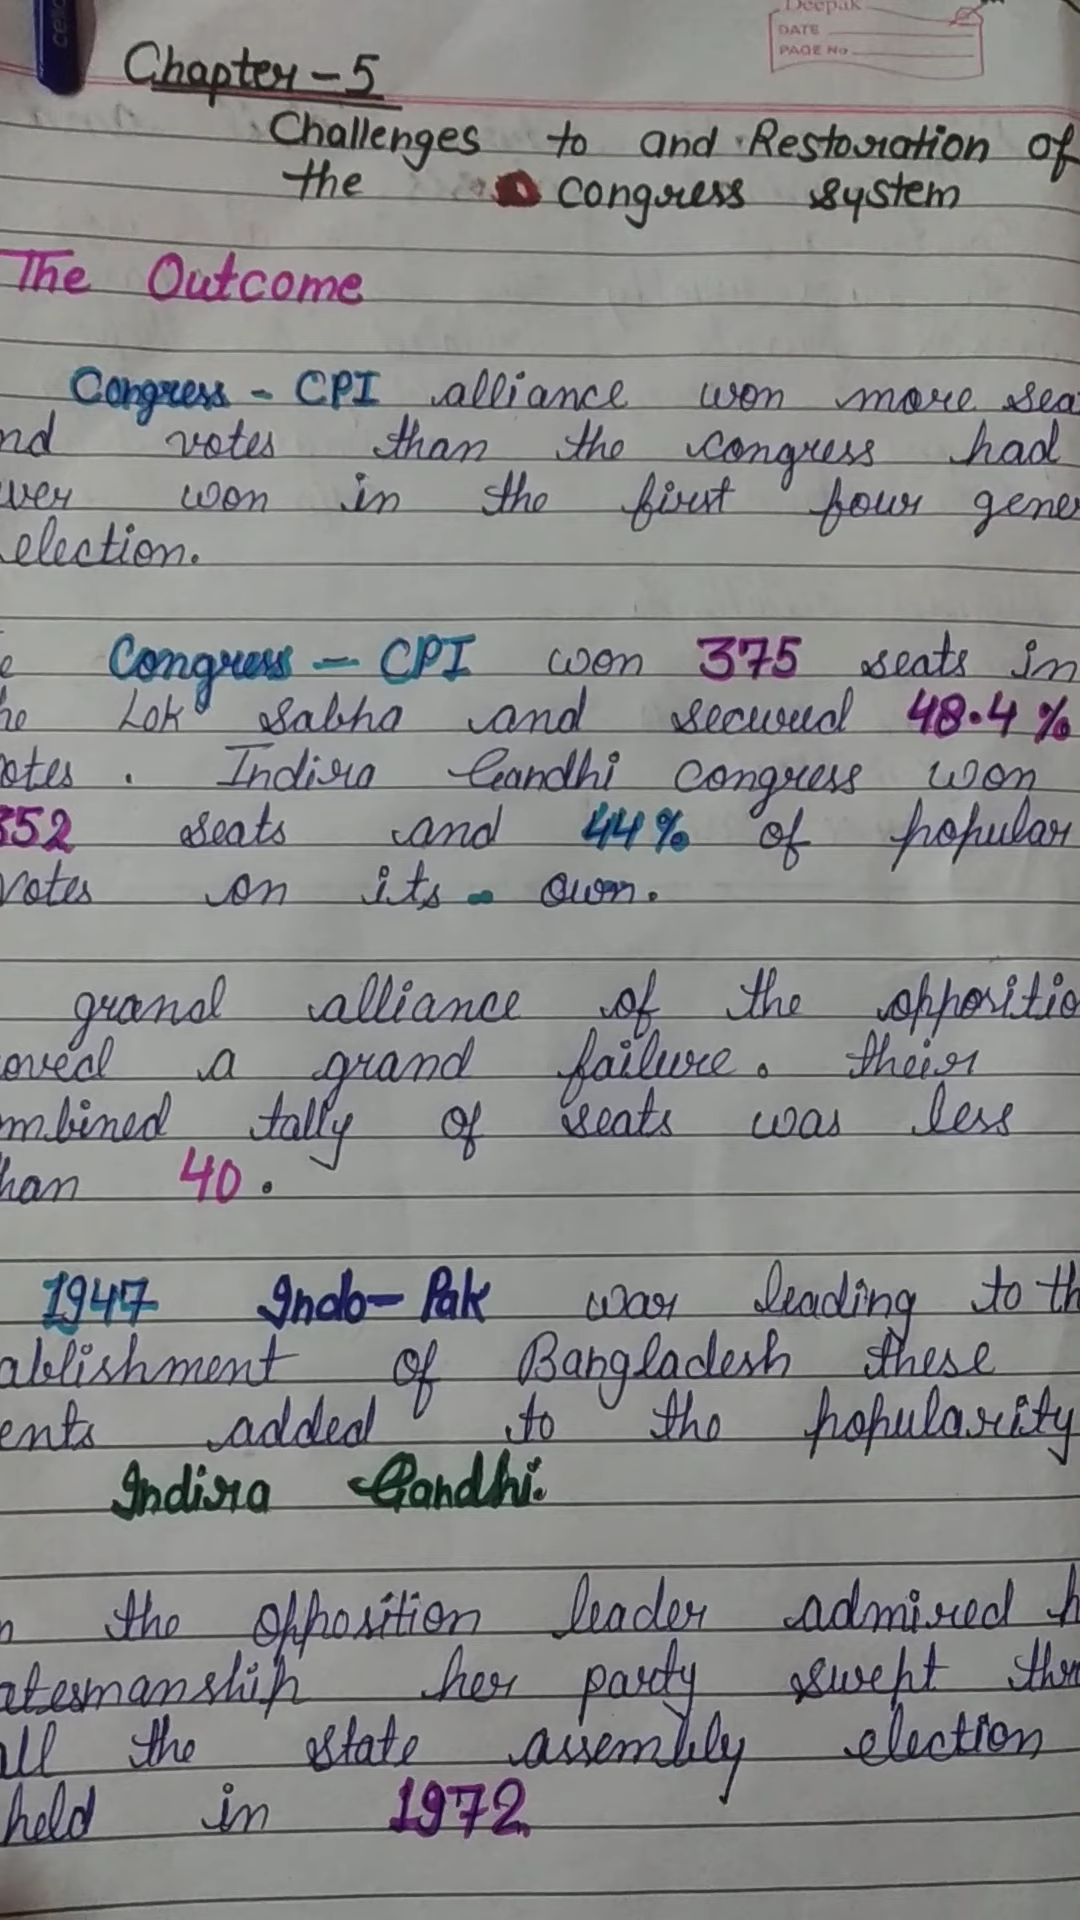 Deepak
DATE
PAGE No
Chapter-5
Challenges to and Restoration of
the Congress system
The Outcome
Congress - CPI alliance won more sea
nd votes than the congress had
ver won in the first four gener
election.
e Congress - CPI won 375 seats in
he Lok Sabha and secured 48.4%
otes. Indira Gandhi congress won
352 seats and 44% of popular
votes on its - own.
grand alliance of the oppositio
oved a grand failure. their
mbined tally of seats was less
han 40.
1947 Indo-Pak war leading to th
ablishment of Bangladesh these
ents added to the popularity
Indira Gandhi.
n the opposition leader admired h
atesmanship her party swept thr
all the state assembly election
held in 1972